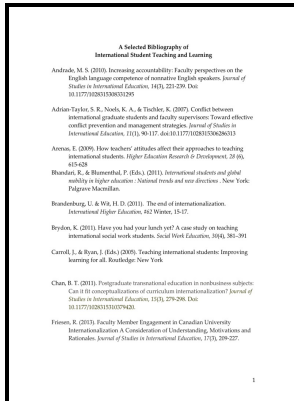 A Selected Bibliography of
International Student Teaching and Learning
Andrade, M. S. (2010). Increasing accountability: Faculty perspectives on the
English language competence of nonnative English speakers. Journal of
Studies in International Education, 14(3), 221-239. Doi:
10.1177/1028315308331295
Adrian-Taylor, S. R., Noels, K. A., & Tischler, K. (2007). Conflict between
international graduate students and faculty supervisors: Toward effective
conflict prevention and management strategies. Journal of Studies in
International Education, 11(1), 90-117. doi:10.1177/1028315306286313
Arenas, E. (2009). How teachers' attitudes affect their approaches to teaching
international students. Higher Education Research & Development, 28 (6),
615-628
Bhandari, R., & Blumenthal, P. (Eds.). (2011). International students and global
mobility in higher education : National trends and new directions . New York:
Palgrave Macmillan.
Brandenburg, U. & Wit, H. D. (2011). The end of internationalization.
International Higher Education, #62 Winter, 15-17.
Brydon, K. (2011). Have you had your lunch yet? A case study on teaching
international social work students. Social Work Education, 30(4), 381–391
Carroll, J., & Ryan, J. (Eds.) (2005). Teaching international students: Improving
learning for all. Routledge: New York
Chan, B. T. (2011). Postgraduate transnational education in nonbusiness subjects:
Can it fit conceptualizations of curriculum internationalization? Journal of
Studies in International Education, 15(3), 279-298. Doi:
10.1177/1028315310379420.
Friesen, R. (2013). Faculty Member Engagement in Canadian University
Internationalization A Consideration of Understanding, Motivations and
Rationales. Journal of Studies in International Education, 17(3), 209-227.
1